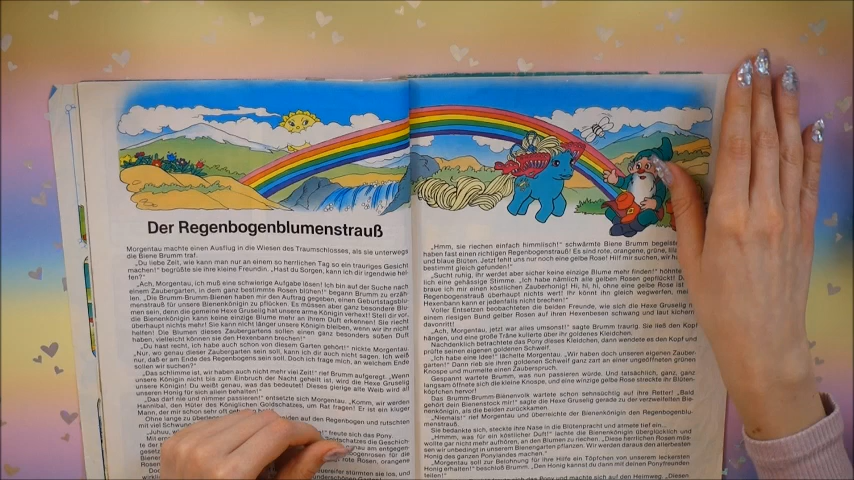 Der Regenbogenblumenstrauß
Morgentau machte einen Ausflug in die Wiesen des Traumschlosses, als sie unterwegs
die Biene Brumm traf.
„Du liebe Zeit, wie kann man nur an einem so herrlichen Tag so ein trauriges Gesicht
machen!" begrüßte sie ihre kleine Freundin. „Hast du Sorgen, kann ich dir irgendwie hel-
fen?"
„Ach, Morgentau, ich muß eine schwierige Aufgabe lösen! Ich bin auf der Suche nach
einem Zaubergarten, in dem ganz bestimmte Rosen blühen!" begann Brumm zu erzäh-
len. „Die Brumm-Brumm-Bienen haben mir den Auftrag gegeben, einen Geburtstagsblu-
menstrauß für unsere Bienenkönigin zu pflücken. Es müssen aber ganz besondere Blu-
men sein, denn die gemeine Hexe Gruselig hat unsere arme Königin verhext! Stell dir vor,
die Bienenkönigin kann keine einzige Blume mehr an ihrem Duft erkennen! Sie riecht
überhaupt nichts mehr! Sie kann nicht länger unsere Königin bleiben, wenn wir ihr nicht
helfen! Die Blumen dieses Zaubergartens sollen einen ganz besonders süßen Duft
haben, vielleicht können sie den Hexenbann brechen!"
„Du hast recht, ich habe auch schon von diesem Garten gehört!" nickte Morgentau.
„Nur, wo genau dieser Zaubergarten sein soll, kann ich dir auch nicht sagen. Ich weiß
nur, daß er am Ende des Regenbogens sein soll. Doch ich frage mich, an welchem Ende
sollen wir suchen?"
„Das schlimme ist, wir haben auch nicht mehr viel Zeit!" rief Brumm aufgeregt. „Wenn
unsere Königin nicht bis zum Einbruch der Nacht geheilt ist, wird die Hexe Gruselig
unsere Königin! Du weißt genau, was das bedeutet! Dieses gierige alte Weib wird all
unseren Honig für sich allein behalten!"
„Das darf nie und nimmer passieren!" entsetzte sich Morgentau. „Komm, wir werden
Hannibal, den Hüter des Königlichen Goldschatzes, um Rat fragen! Er ist ein kluger
Mann, der mir schon sehr oft geholfen
Ohne lange zu überlegen auf den Regenbogen und rutschten
mit viel Schwung
„Juhuu, freute sich das Pony.
„Hmm, sie riechen einfach himmlisch!" schwärmte Biene Brumm begeistert.
haben fast einen richtigen Regenbogenstrauß! Es sind rote, orangene, grüne,
und blaue Blüten. Jetzt fehlt uns nur noch eine gelbe Rose! Hilf mir suchen, wir
bestimmt gleich gefunden!"
„Sucht ruhig, ihr werdet aber sicher keine einzige Blume mehr finden!" höhnte
lich eine gehässige Stimme. „Ich habe nämlich alle gelben Rosen gepflückt!
braue mir einen köstlichen Zauberhonig! Hi, hi, hi, ohne eine gelbe Rose ist
Regenbogenstrauß überhaupt nichts wert! Ihr könnt ihn gleich wegwerfen,
Hexenbann kann er jedenfalls nicht brechen!"
Voller Entsetzen beobachteten die beiden Freunde, wie sich die Hexe Gruselig
einem riesigen Bund gelber Rosen auf ihren Hexenbesen schwang und laut kichernd
davonritt!
„Ach, Morgentau, jetzt war alles umsonst!" sagte Brumm traurig. Sie ließ den Kopf
hängen, und eine große Träne kullerte über ihr goldenes Kleidchen.
Nachdenklich betrachtete das Pony dieses Kleidchen, dann wendete es den Kopf und
prüfte seinen eigenen goldenen Schweif.
„Ich habe eine Idee!" lächelte Morgentau. „Wir haben doch unseren eigenen Zauber-
garten!" Dann rieb sie ihren goldenen Schweif ganz zart an einer ungeöffneten grünen
Knospe und murmelte einen Zauberspruch.
Gespannt wartete Brumm, was nun passieren würde. Und tatsächlich, ganz, ganz
langsam öffnete sich die kleine Knospe, und eine winzige gelbe Rose streckte ihr Blüten-
köpfchen hervor!
Das Brumm-Brumm-Bienenvolk wartete schon sehnsüchtig auf ihre Retter! „Bald
gehört der Bienenstock mir!" sagte die Hexe Gruselig gerade zu der verzweifelten Bienen-
königin, als die beiden zurückkamen.
„Niemals!" rief Morgentau und überreichte der Bienenkönigin den Regenbogenblu-
menstrauß.
Sie bedankte sich, steckte ihre Nase in die Blütenpracht und atmete tief ein...
„Hmmm, was für ein köstlicher Duft!" lachte die Bienenkönigin überglücklich und
wollte gar nicht mehr aufhören, an den Blumen zu riechen. „Diese herrlichen Rosen müs-
sen wir unbedingt in unserem Bienengarten pflanzen. Wir werden daraus den allerbesten
Honig des ganzen Ponylandes machen."
„Morgentau soll zur Belohnung für ihre Hilfe ein Töpfchen von unserem leckersten
Honig erhalten!" beschloß Brumm. „Den Honig kannst du dann mit deinen Ponyfreunden
teilen!"